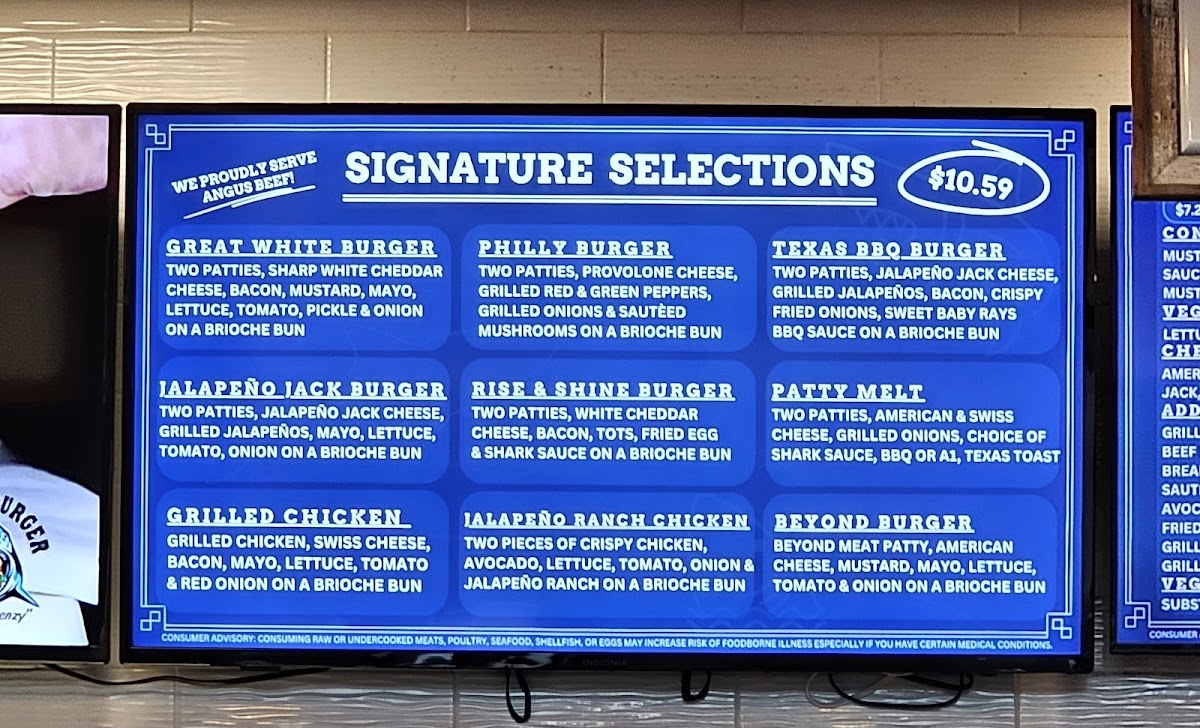 WE PROUDLY SERVE
ANGUS BEEF!
SIGNATURE SELECTIONS
$10.59
GREAT WHITE BURGER
TWO PATTIES, SHARP WHITE CHEDDAR
CHEESE, BACON, MUSTARD, MAYO,
LETTUCE, TOMATO, PICKLE & ONION
ON A BRIOCHE BUN
PHILLY BURGER
TWO PATTIES, PROVOLONE CHEESE,
GRILLED RED & GREEN PEPPERS,
GRILLED ONIONS & SAUTÈED
MUSHROOMS ON A BRIOCHE BUN
TEXAS BBQ BURGER
TWO PATTIES, JALAPEÑO JACK CHEESE,
GRILLED JALAPEÑOS, BACON, CRISPY
FRIED ONIONS, SWEET BABY RAYS
BBQ SAUCE ON A BRIOCHE BUN
JALAPEÑO JACK BURGER
TWO PATTIES, JALAPEÑO JACK CHEESE,
GRILLED JALAPEÑOS, MAYO, LETTUCE,
TOMATO, ONION ON A BRIOCHE BUN
RISE & SHINE BURGER
TWO PATTIES, WHITE CHEDDAR
CHEESE, BACON, TOTS, FRIED EGG
& SHARK SAUCE ON A BRIOCHE BUN
PATTY MELT
TWO PATTIES, AMERICAN & SWISS
CHEESE, GRILLED ONIONS, CHOICE OF
SHARK SAUCE, BBQ OR A1, TEXAS TOAST
GRILLED CHICKEN
GRILLED CHICKEN, SWISS CHEESE,
BACON, MAYO, LETTUCE, TOMATO
& RED ONION ON A BRIOCHE BUN
JALAPEÑO RANCH CHICKEN
TWO PIECES OF CRISPY CHICKEN,
AVOCADO, LETTUCE, TOMATO, ONION &
JALAPEÑO RANCH ON A BRIOCHE BUN
BEYOND BURGER
BEYOND MEAT PATTY, AMERICAN
CHEESE, MUSTARD, MAYO, LETTUCE,
TOMATO & ONION ON A BRIOCHE BUN
CONSUMER ADVISORY: CONSUMING RAW OR UNDERCOOKED MEATS, POULTRY, SEAFOOD, SHELLFISH, OR EGGS MAY INCREASE RISK OF FOODBORNE ILLNESS ESPECIALLY IF YOU HAVE CERTAIN MEDICAL CONDITIONS.
INSIGNIA